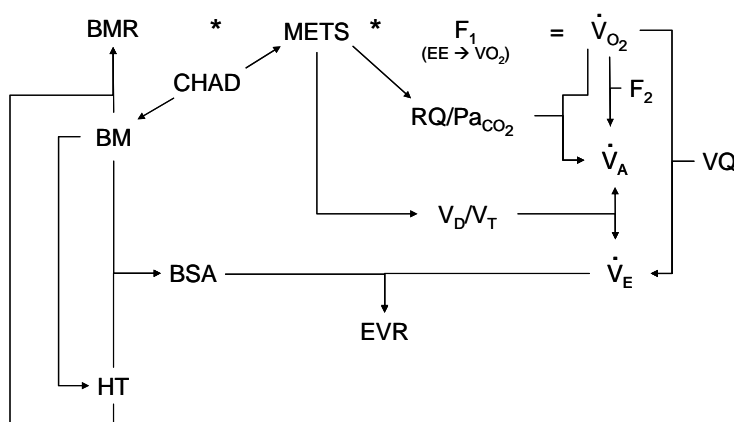 BMR * METS * F₁ = V̇O₂
(EE → VO₂)
CHAD
F₂
RQ/PaCO₂
BM
V̇A
VQ
VD/VT
BSA
V̇E
EVR
HT